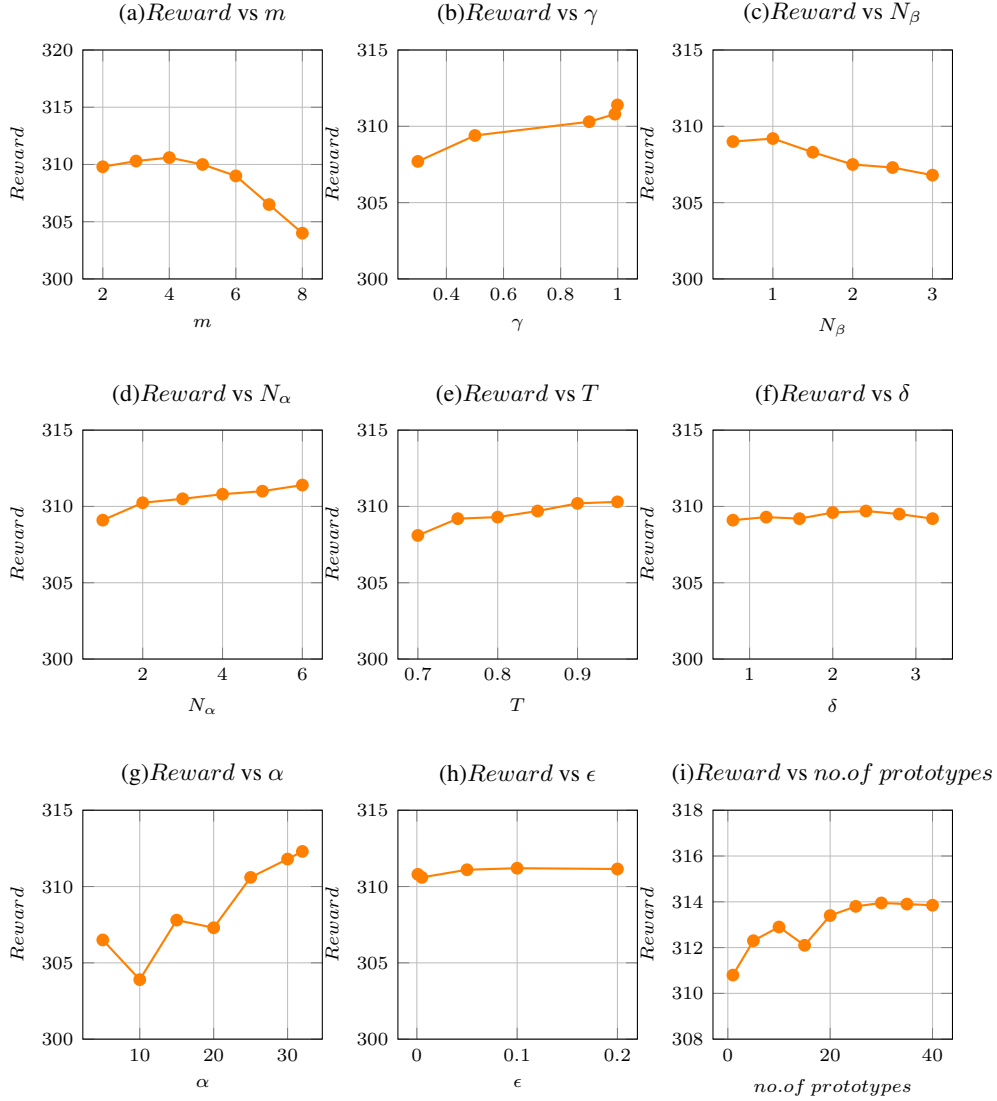 (a)Reward vs m
320
315
310
305
300
2 4 6 8
Reward
m
(b)Reward vs γ
315
310
305
300
0.4 0.6 0.8 1
Reward
γ
(c)Reward vs N_β
315
310
305
300
1 2 3
Reward
N_β
(d)Reward vs N_α
315
310
305
300
2 4 6
Reward
N_α
(e)Reward vs T
315
310
305
300
0.7 0.8 0.9
Reward
T
(f)Reward vs δ
315
310
305
300
1 2 3
Reward
δ
(g)Reward vs α
315
310
305
300
10 20 30
Reward
α
(h)Reward vs ϵ
315
310
305
300
0 0.1 0.2
Reward
ϵ
(i)Reward vs no.of prototypes
318
316
314
312
310
308
0 20 40
Reward
no.of prototypes